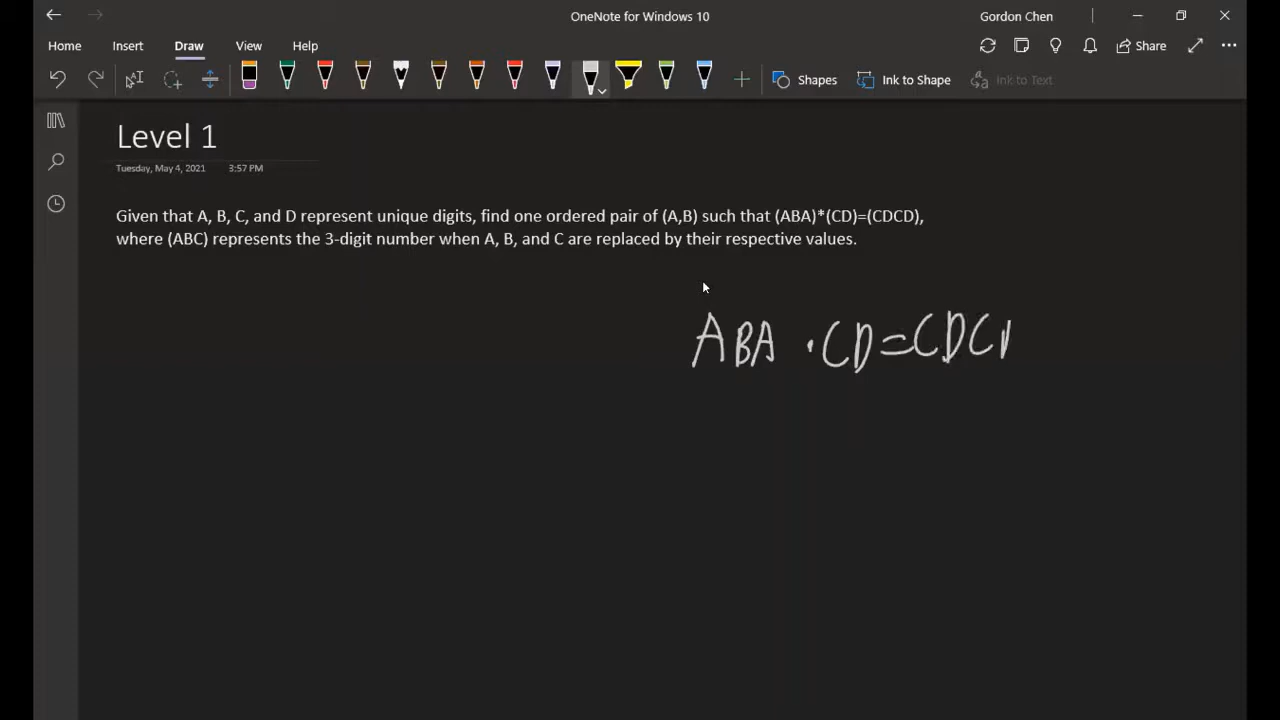 OneNote for Windows 10
Gordon Chen
Home Insert Draw View Help
Share
Shapes Ink to Shape Ink to Text
Level 1
Tuesday, May 4, 2021 3:57 PM
Given that A, B, C, and D represent unique digits, find one ordered pair of (A,B) such that (ABA)*(CD)=(CDCD),
where (ABC) represents the 3-digit number when A, B, and C are replaced by their respective values.
ABA · CD = CDC